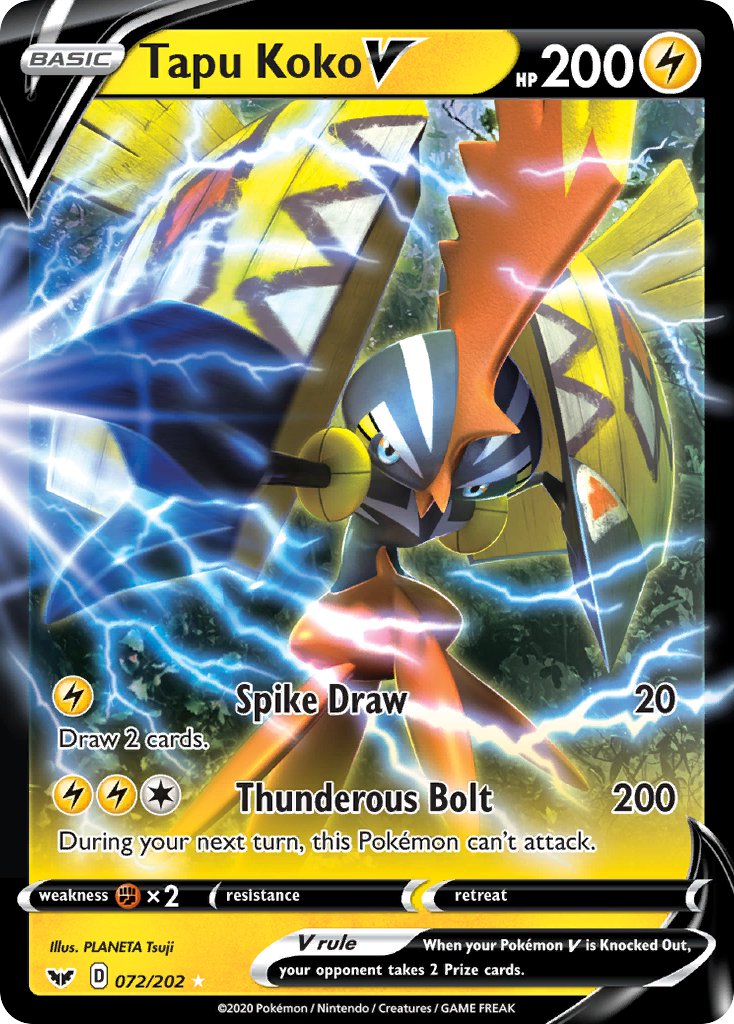 BASIC Tapu Koko V HP 200
Spike Draw 20
Draw 2 cards.
Thunderous Bolt 200
During your next turn, this Pokémon can't attack.
weakness ×2 resistance retreat
Illus. PLANETA Tsuji
V rule When your Pokémon V is Knocked Out,
your opponent takes 2 Prize cards.
D 072/202
©2020 Pokémon / Nintendo / Creatures / GAME FREAK